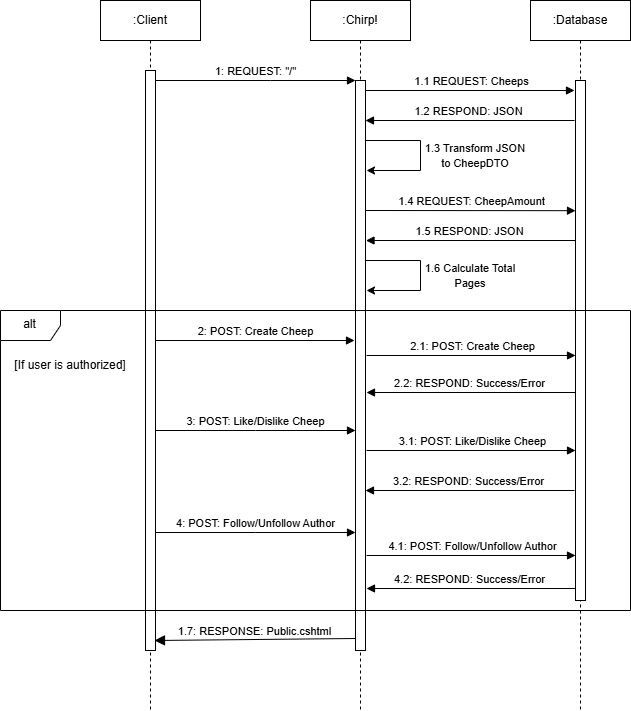 :Client
:Chirp!
:Database
1: REQUEST: "/"
1.1 REQUEST: Cheeps
1.2 RESPOND: JSON
1.3 Transform JSON
to CheepDTO
1.4 REQUEST: CheepAmount
1.5 RESPOND: JSON
1.6 Calculate Total
Pages
alt
[If user is authorized]
2: POST: Create Cheep
2.1: POST: Create Cheep
2.2: RESPOND: Success/Error
3: POST: Like/Dislike Cheep
3.1: POST: Like/Dislike Cheep
3.2: RESPOND: Success/Error
4: POST: Follow/Unfollow Author
4.1: POST: Follow/Unfollow Author
4.2: RESPOND: Success/Error
1.7: RESPONSE: Public.cshtml